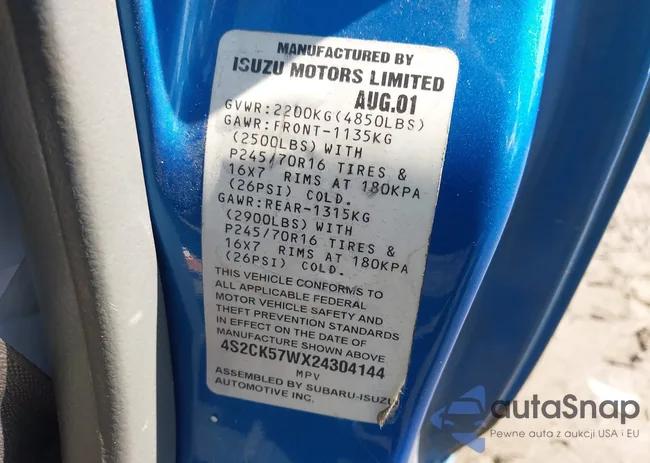 MANUFACTURED BY
ISUZU MOTORS LIMITED
AUG.01
GVWR:2200KG(4850LBS)
GAWR:FRONT-1135KG
(2500LBS) WITH
P245/70R16 TIRES &
16X7 RIMS AT 180KPA
(26PSI) COLD.
GAWR:REAR-1315KG
(2900LBS) WITH
P245/70R16 TIRES &
16X7 RIMS AT 180KPA
(26PSI) COLD.
THIS VEHICLE CONFORMS TO
ALL APPLICABLE FEDERAL
MOTOR VEHICLE SAFETY AND
THEFT PREVENTION STANDARDS
IN EFFECT ON THE DATE OF
MANUFACTURE SHOWN ABOVE
4S2CK57WX24304144
MPV
ASSEMBLED BY SUBARU-ISUZU
AUTOMOTIVE INC.
autaSnap
Pewne auta z aukcji USA i EU